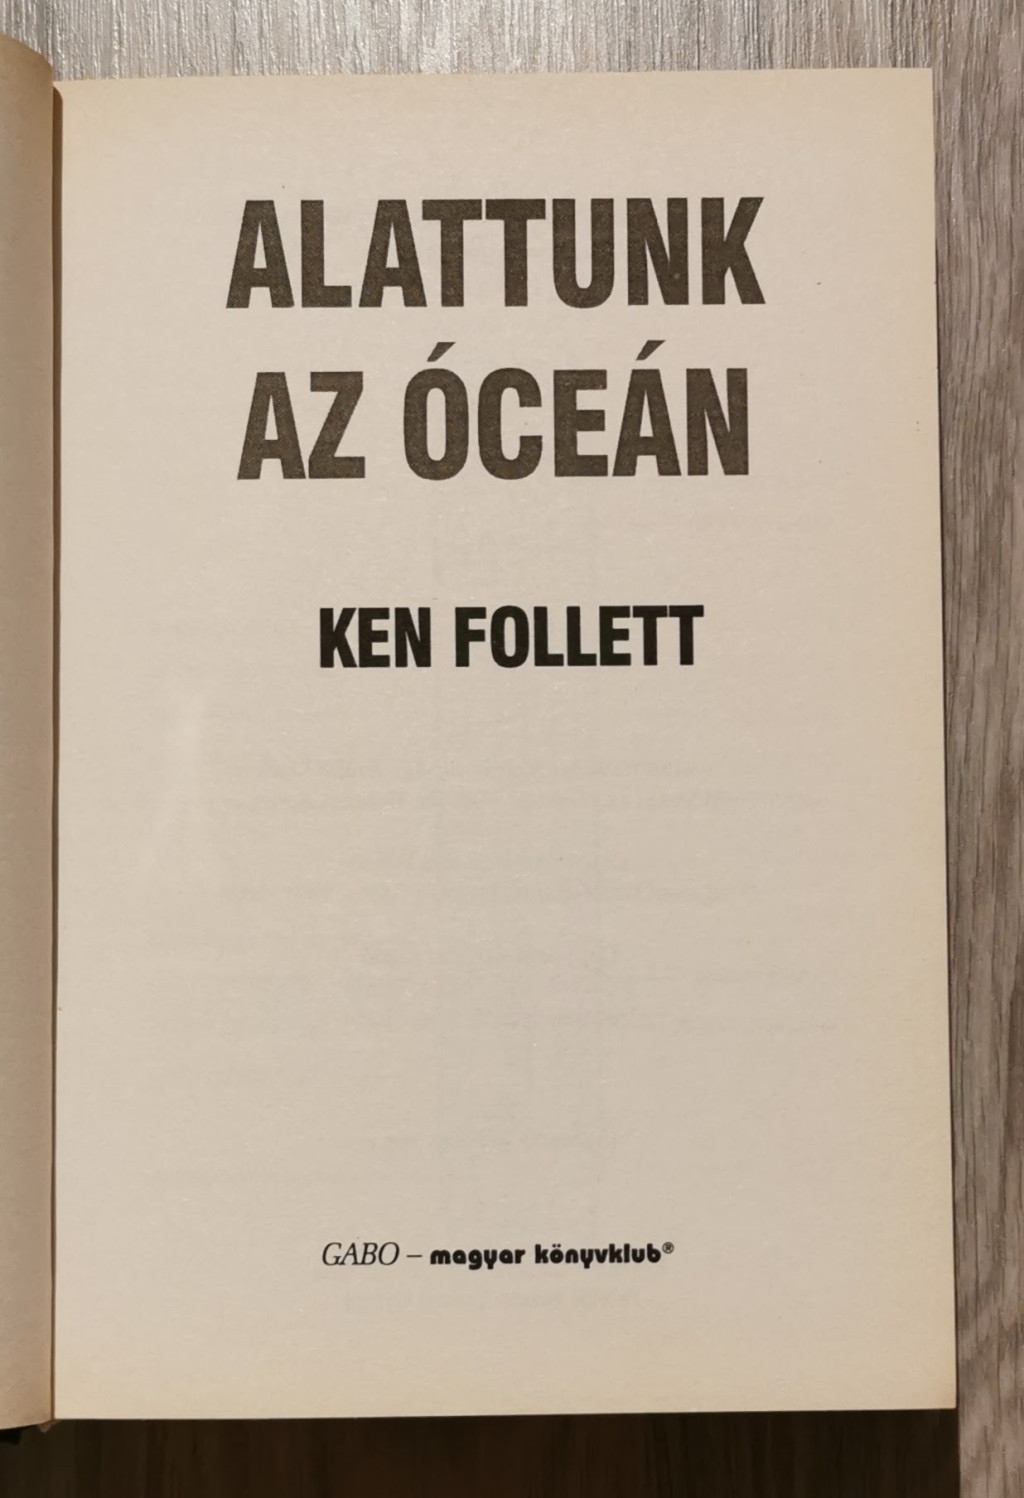 ALATTUNK
AZ ÓCEÁN
KEN FOLLETT
GABO – magyar könyvklub®